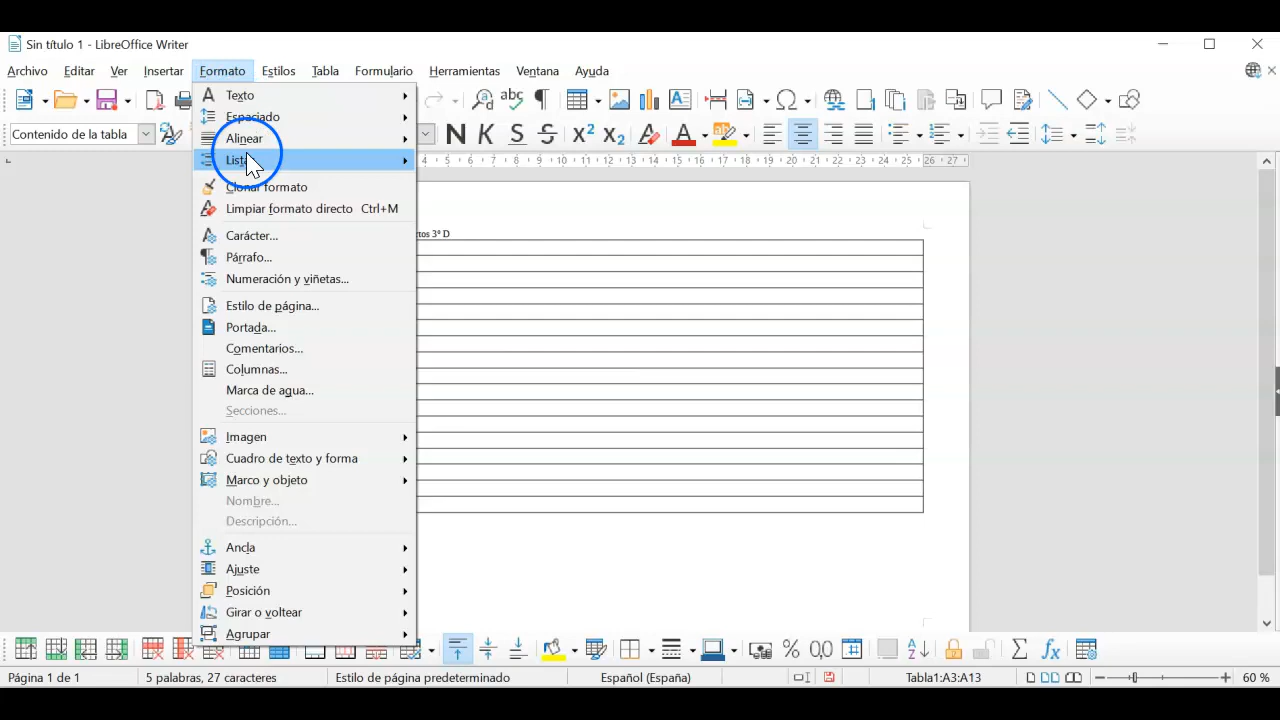 Sin título 1 - LibreOffice Writer
Archivo Editar Ver Insertar Formato Estilos Tabla Formulario Herramientas Ventana Ayuda
Contenido de la tabla
N K S S X² X₂ A
4 5 6 7 8 9 10 11 12 13 14 15 16 17 18 19 20 21 22 23 24 25 26 27
Texto
Espaciado
Alinear
Clonar formato
Limpiar formato directo Ctrl+M
Carácter...
Párrafo...
Numeración y viñetas...
Estilo de página...
Portada...
Comentarios...
Columnas...
Marca de agua...
Secciones...
Imagen
Cuadro de texto y forma
Marco y objeto
Nombre...
Descripción...
Ancla
Ajuste
Posición
Girar o voltear
Agrupar
3º D
Página 1 de 1 5 palabras, 27 caracteres Estilo de página predeterminado Español (España) Tabla1:A3:A13 60 %